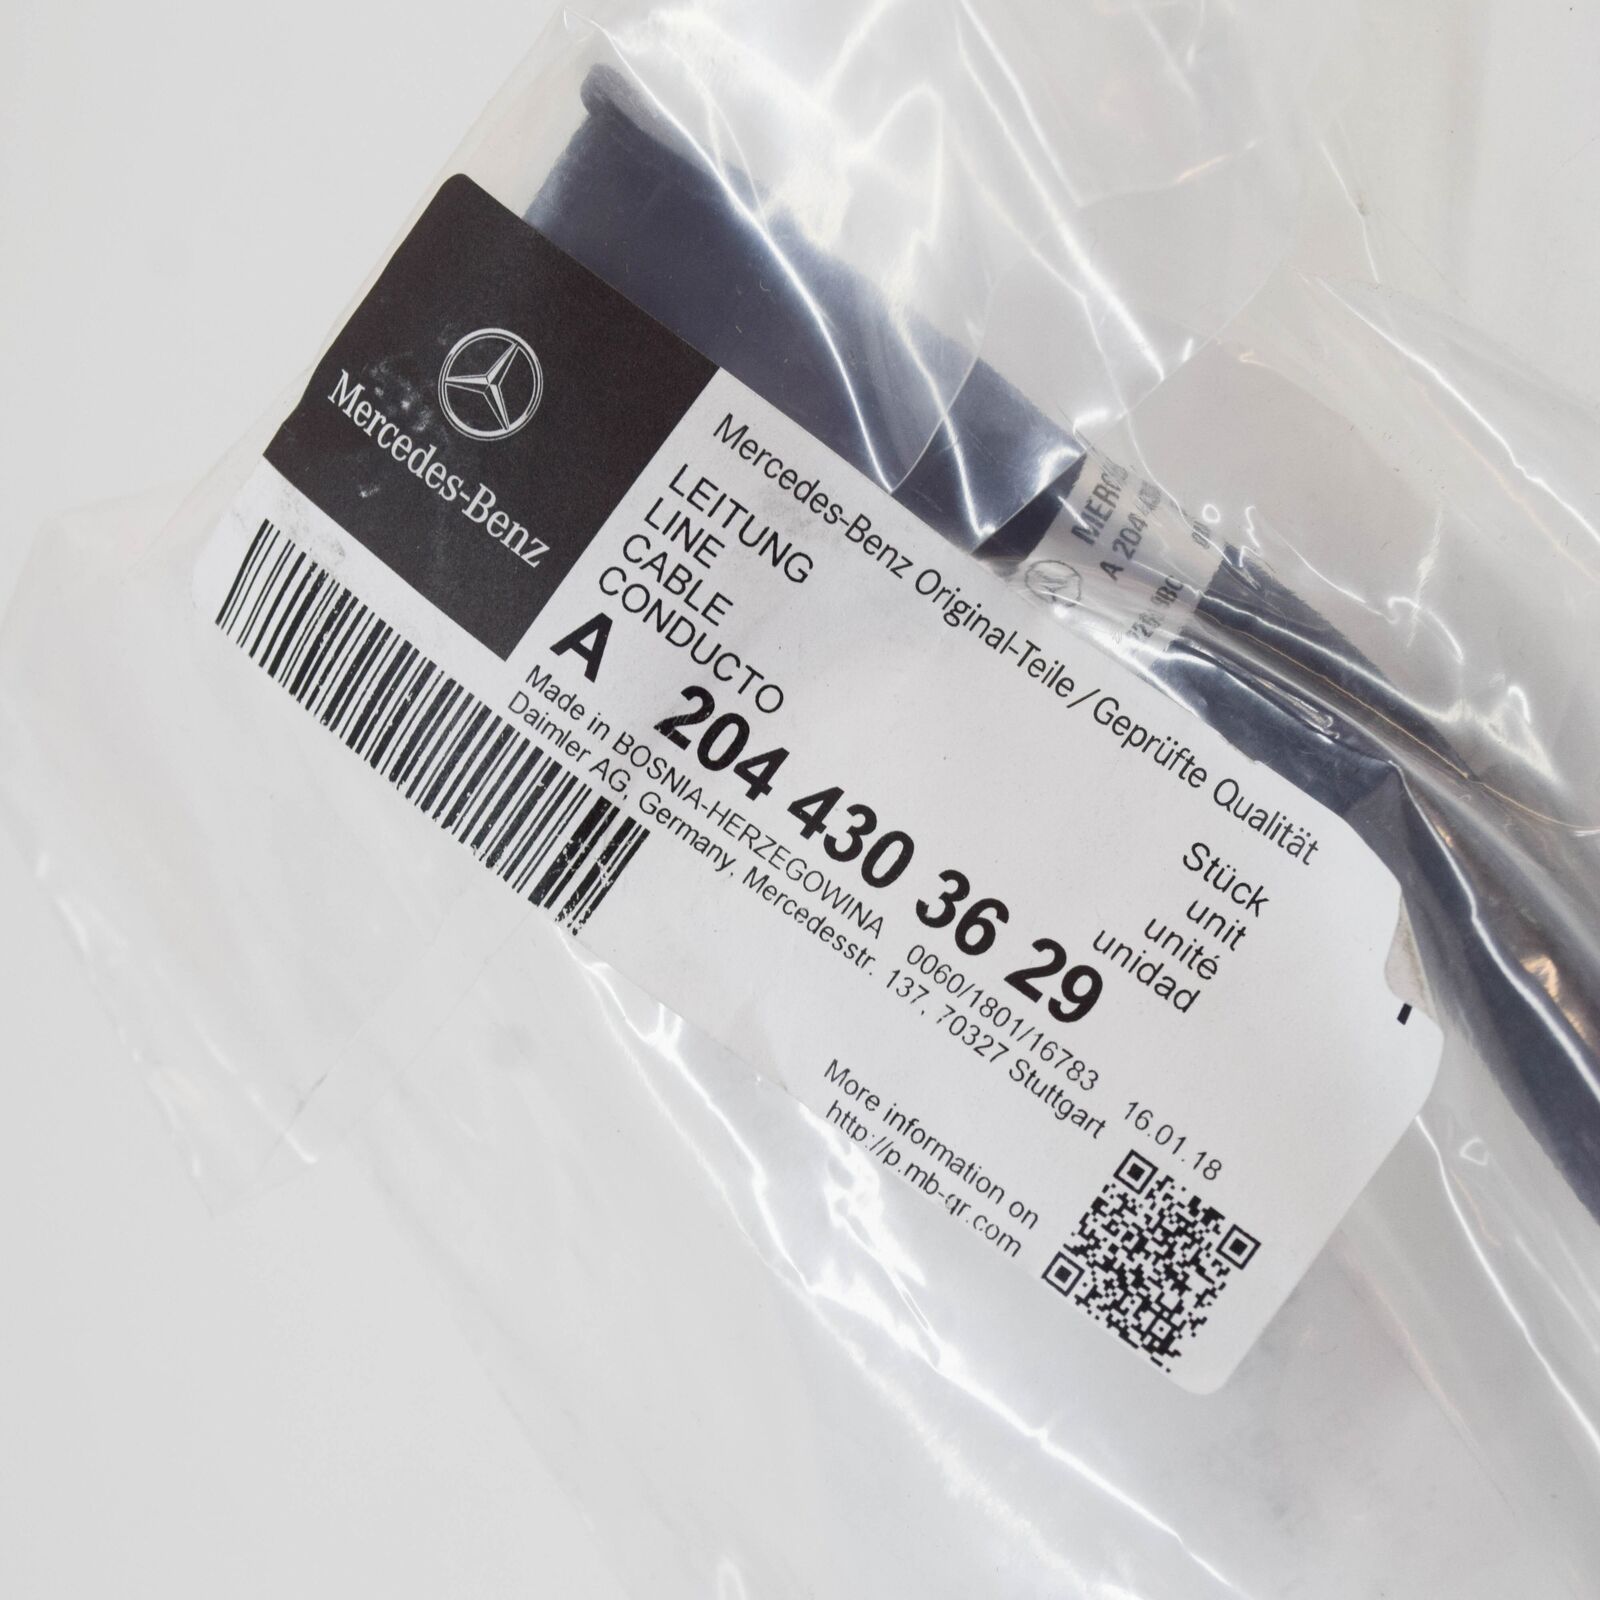 Mercedes-Benz
Mercedes-Benz Original-Teile / Geprüfte Qualität
LEITUNG
LINE
CABLE
CONDUCTO
Stück
unit
unité
unidad
A 204 430 36 29
Made in BOSNIA-HERZEGOWINA 0060/1801/16783 16.01.18
Daimler AG, Germany, Mercedesstr. 137, 70327 Stuttgart
More information on
http://p.mb-qr.com
A 204 430